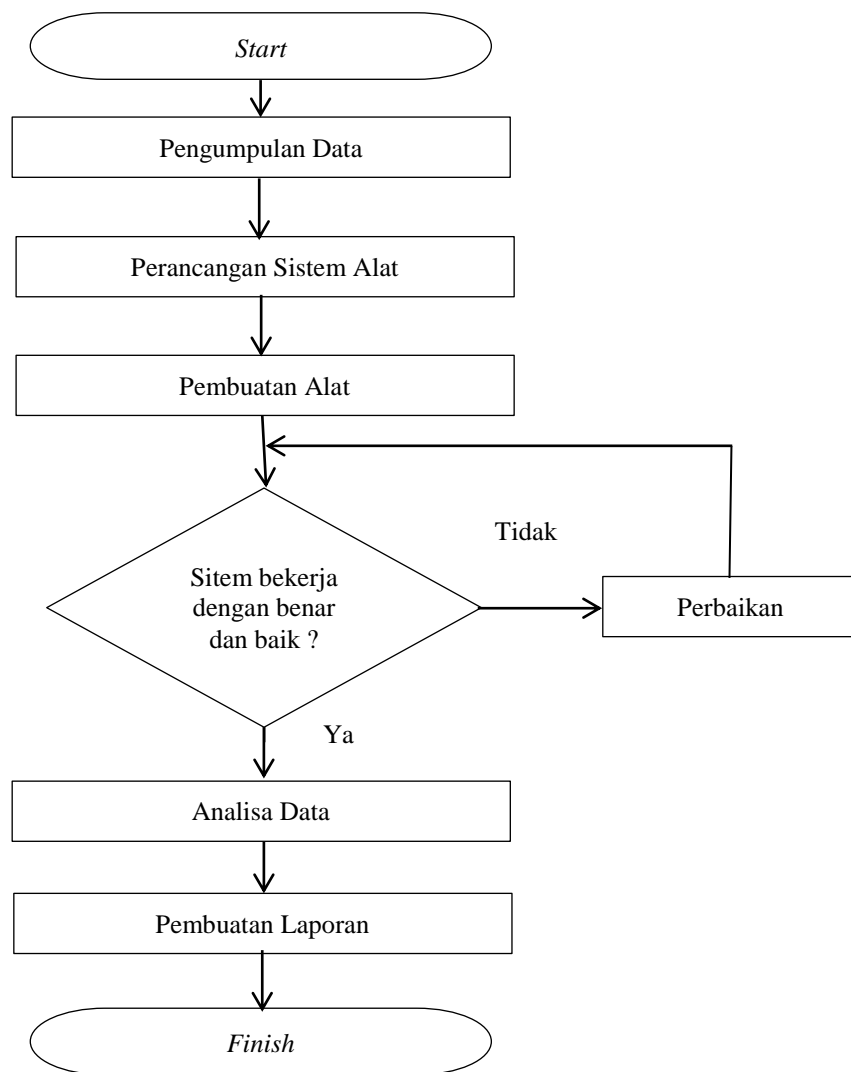 Start
Pengumpulan Data
Perancangan Sistem Alat
Pembuatan Alat
Tidak
Sitem bekerja
dengan benar
dan baik ?
Perbaikan
Ya
Analisa Data
Pembuatan Laporan
Finish